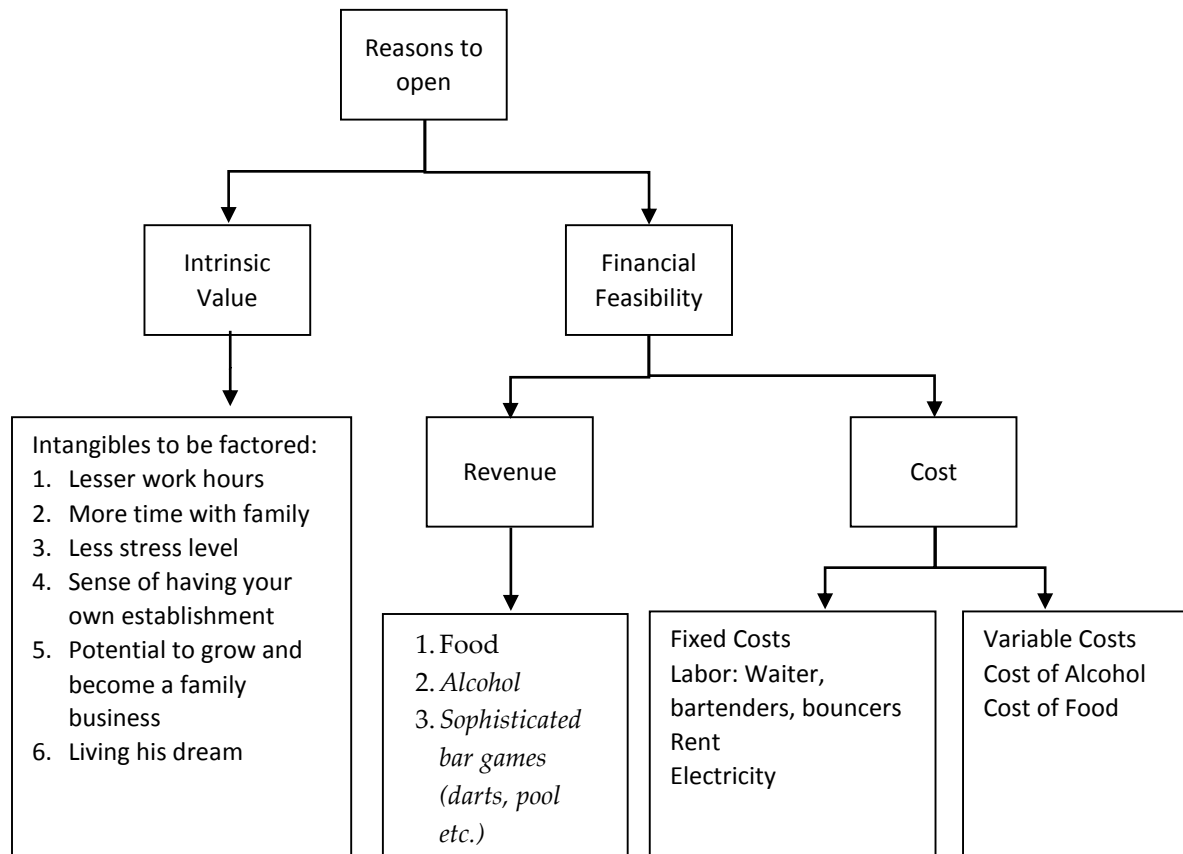 Reasons to
open
Intrinsic
Value
Financial
Feasibility
Intangibles to be factored:
1. Lesser work hours
2. More time with family
3. Less stress level
4. Sense of having your
own establishment
5. Potential to grow and
become a family
business
6. Living his dream
Revenue
Cost
1. Food
2. Alcohol
3. Sophisticated
bar games
(darts, pool
etc.)
Fixed Costs
Labor: Waiter,
bartenders, bouncers
Rent
Electricity
Variable Costs
Cost of Alcohol
Cost of Food